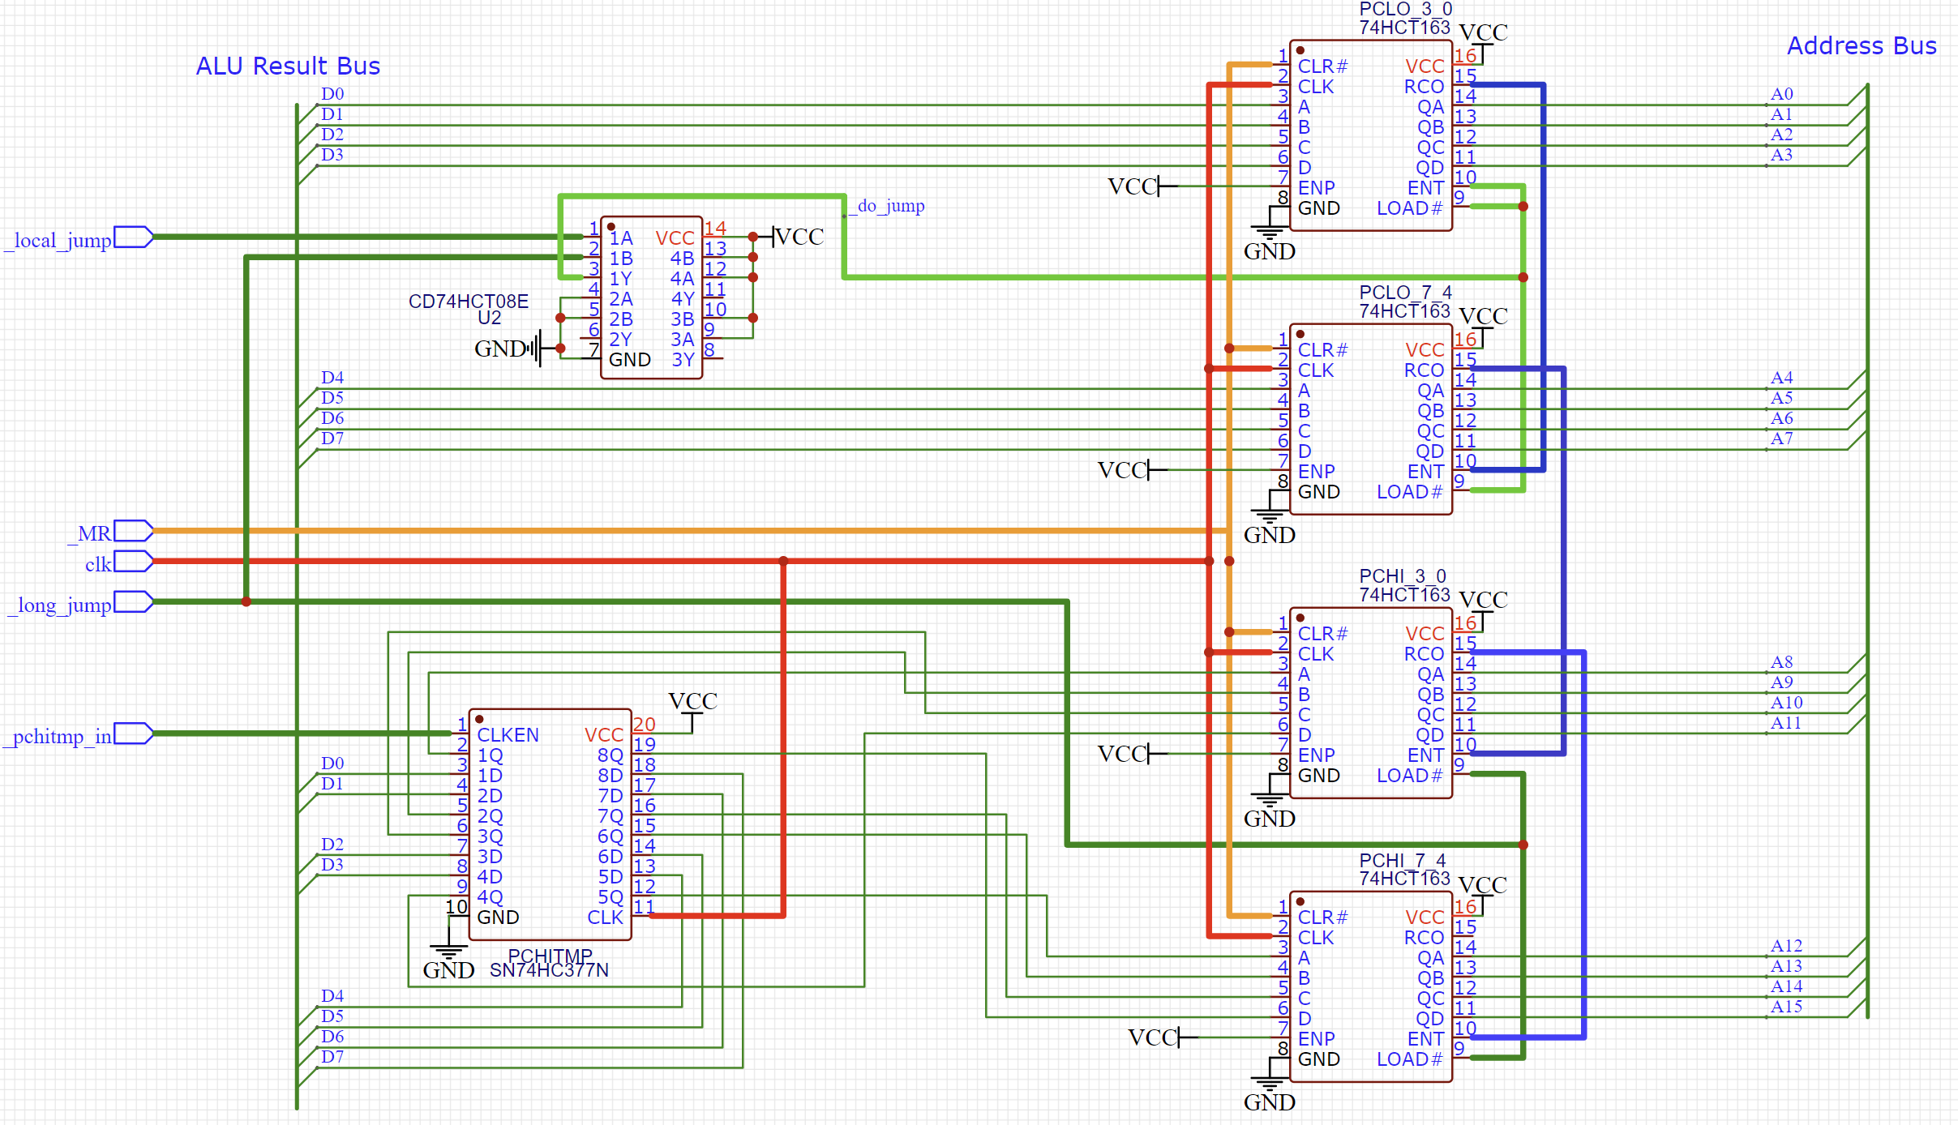 ALU Result Bus
Address Bus
D0
D1
D2
D3
_local_jump
CD74HCT08E
U2
1 1A
2 1B
3 1Y
4 2A
5 2B
6 2Y
7 GND
VCC 14
4B 13
4A 12
4Y 11
3B 10
3A 9
3Y 8
VCC
GND
_do_jump
D4
D5
D6
D7
_MR
clk
_long_jump
_pchitmp_in
D0
D1
D2
D3
1 CLKEN
2 1Q
3 1D
4 2D
5 2Q
6 3Q
7 3D
8 4D
9 4Q
10 GND
VCC 20
8Q 19
8D 18
7D 17
7Q 16
6Q 15
6D 14
5D 13
5Q 12
CLK 11
VCC
GND
PCHITMP
SN74HC377N
D4
D5
D6
D7
PCLO_3_0
74HCT163
VCC
1 CLR#
2 CLK
3 A
4 B
5 C
6 D
7 ENP
8 GND
VCC 16
RCO 15
QA 14
QB 13
QC 12
QD 11
ENT 10
LOAD# 9
VCC
GND
A0
A1
A2
A3
PCLO_7_4
74HCT163
VCC
1 CLR#
2 CLK
3 A
4 B
5 C
6 D
7 ENP
8 GND
VCC 16
RCO 15
QA 14
QB 13
QC 12
QD 11
ENT 10
LOAD# 9
VCC
GND
A4
A5
A6
A7
PCHI_3_0
74HCT163
VCC
1 CLR#
2 CLK
3 A
4 B
5 C
6 D
7 ENP
8 GND
VCC 16
RCO 15
QA 14
QB 13
QC 12
QD 11
ENT 10
LOAD# 9
VCC
GND
A8
A9
A10
A11
PCHI_7_4
74HCT163
VCC
1 CLR#
2 CLK
3 A
4 B
5 C
6 D
7 ENP
8 GND
VCC 16
RCO 15
QA 14
QB 13
QC 12
QD 11
ENT 10
LOAD# 9
VCC
GND
A12
A13
A14
A15